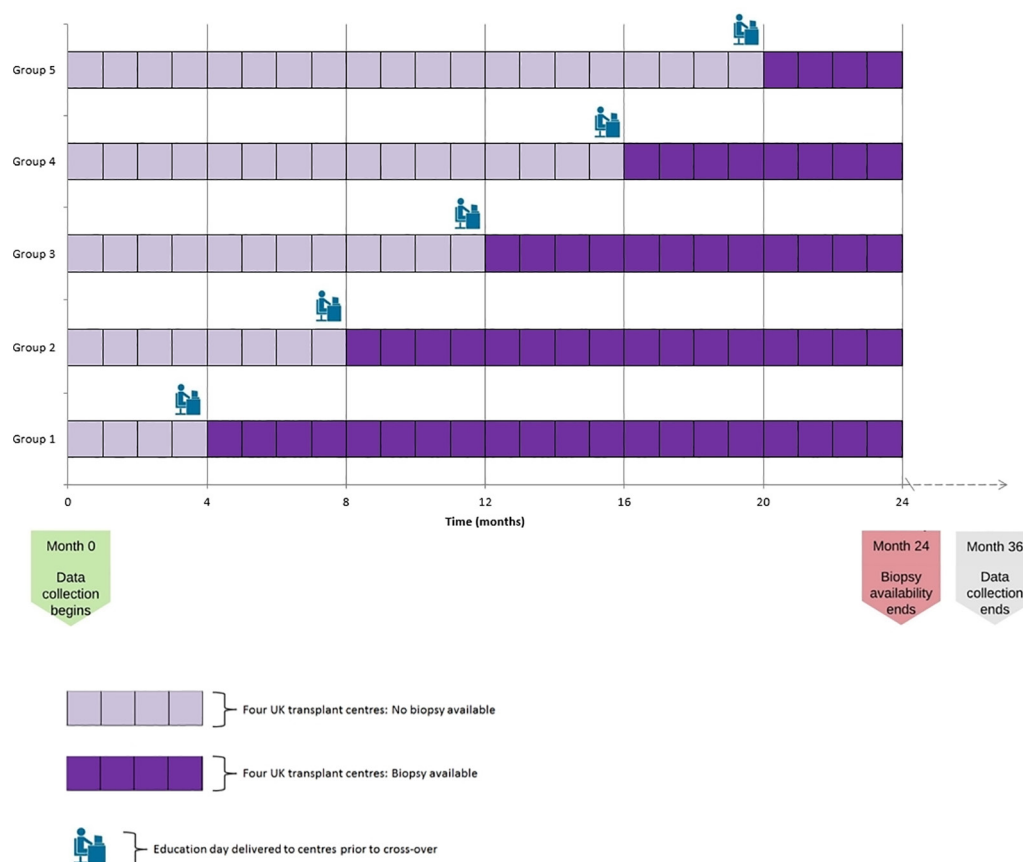 Group 5
Group 4
Group 3
Group 2
Group 1
0 4 8 12 16 20 24
Time (months)
Month 0
Data
collection
begins
Month 24
Biopsy
availability
ends
Month 36
Data
collection
ends
Four UK transplant centres: No biopsy available
Four UK transplant centres: Biopsy available
Education day delivered to centres prior to cross-over